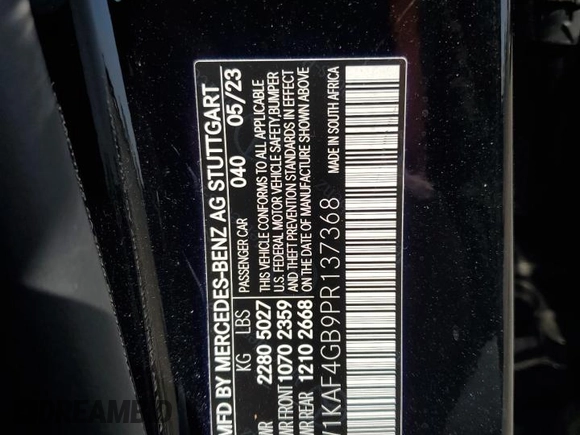 MFD BY MERCEDES-BENZ AG STUTTGART
PASSENGER CAR 040 05/23
KG LBS
2280 5027
FRONT 1070 2359
REAR 1210 2668
THIS VEHICLE CONFORMS TO ALL APPLICABLE
U.S. FEDERAL MOTOR VEHICLE SAFETY, BUMPER
AND THEFT PREVENTION STANDARDS IN EFFECT
ON THE DATE OF MANUFACTURE SHOWN ABOVE
1KAF4GB9PR137368
MADE IN SOUTH AFRICA